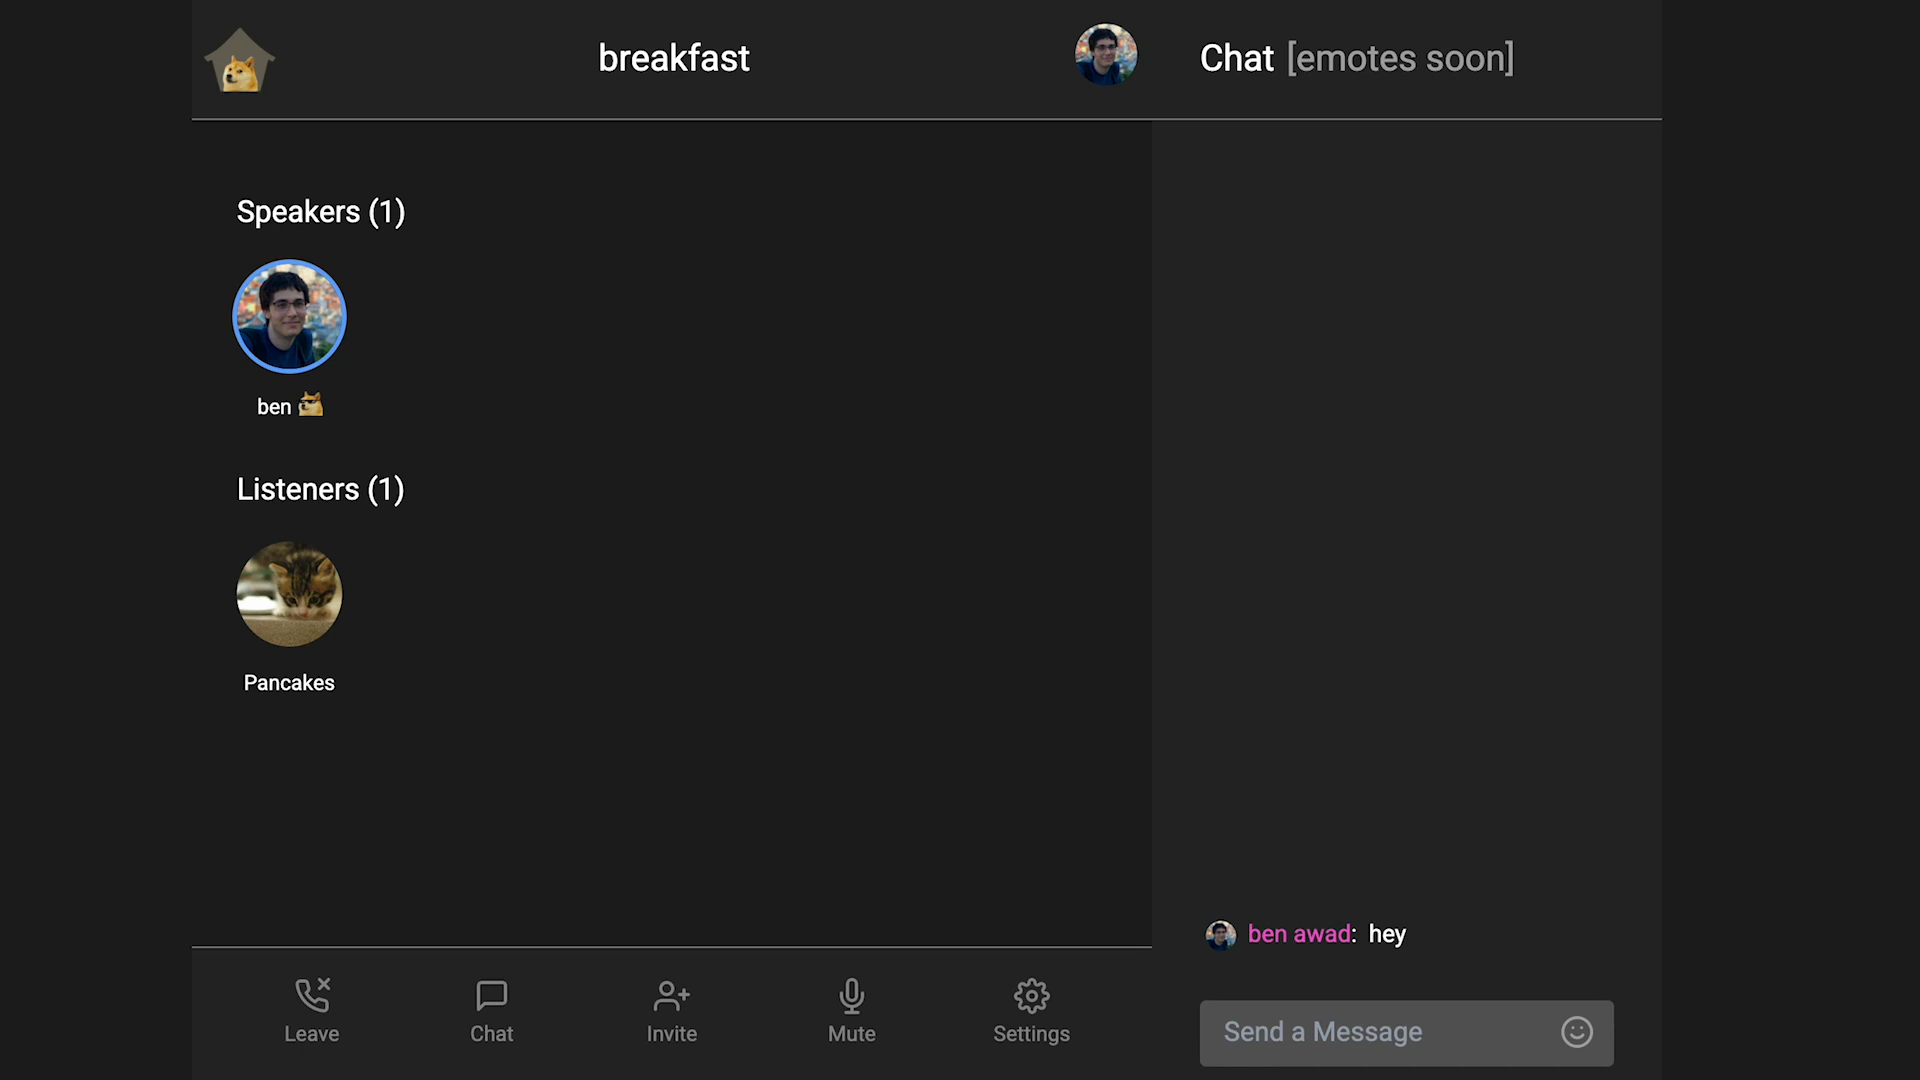 breakfast
Chat [emotes soon]
Speakers (1)
ben
Listeners (1)
Pancakes
ben awad: hey
Leave
Chat
Invite
Mute
Settings
Send a Message